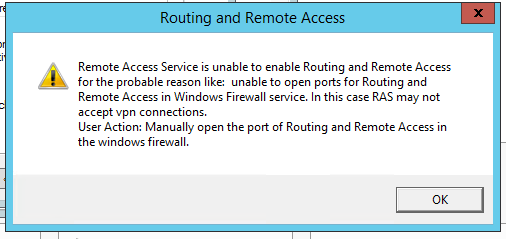 Routing and Remote Access
x
Remote Access Service is unable to enable Routing and Remote Access
for the probable reason like:  unable to open ports for Routing and
Remote Access in Windows Firewall service. In this case RAS may not
accept vpn connections.
User Action: Manually open the port of Routing and Remote Access in
the windows firewall.
OK